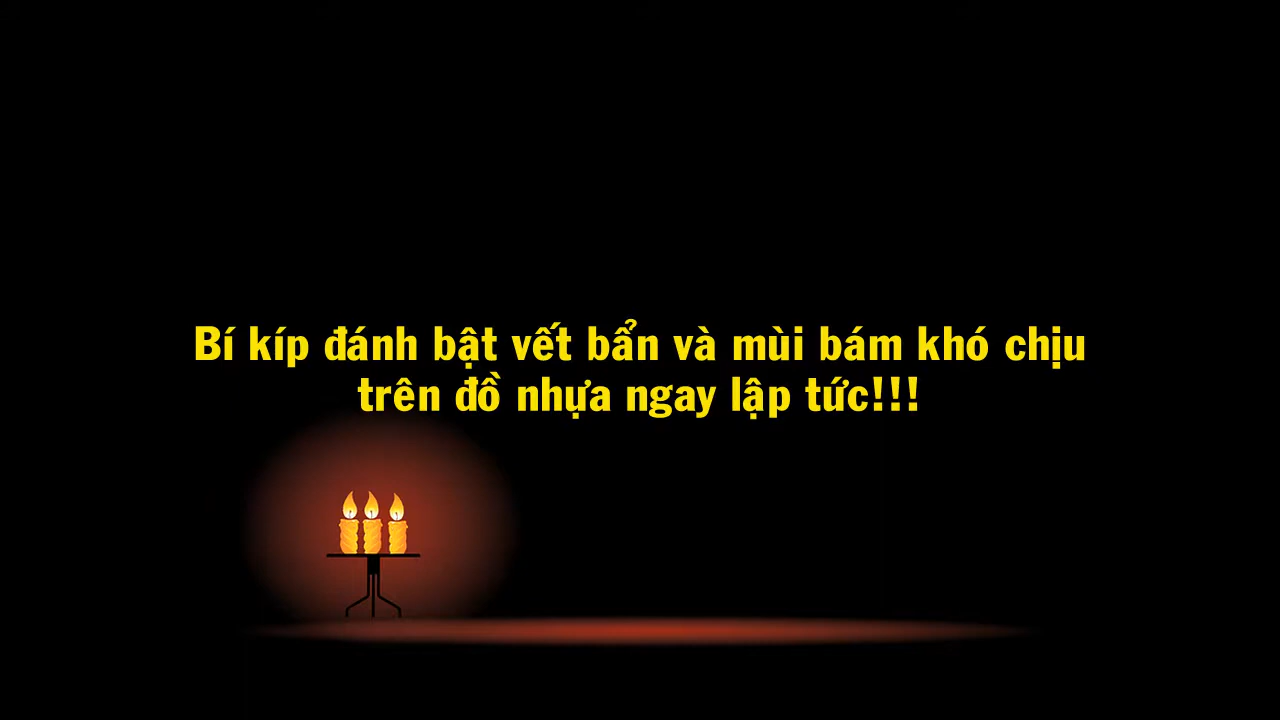 Bí kíp đánh bật vết bẩn và mùi bám khó chịu
trên đồ nhựa ngay lập tức!!!